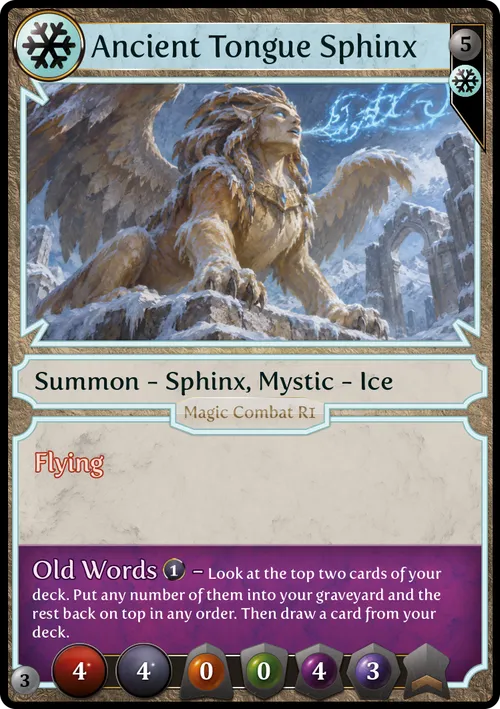 Ancient Tongue Sphinx
5
Summon - Sphinx, Mystic - Ice
Magic Combat R1
Flying
Old Words 1 – Look at the top two cards of your
deck. Put any number of them into your graveyard and the
rest back on top in any order. Then draw a card from your
deck.
3 4* 4* 0 0 4 3